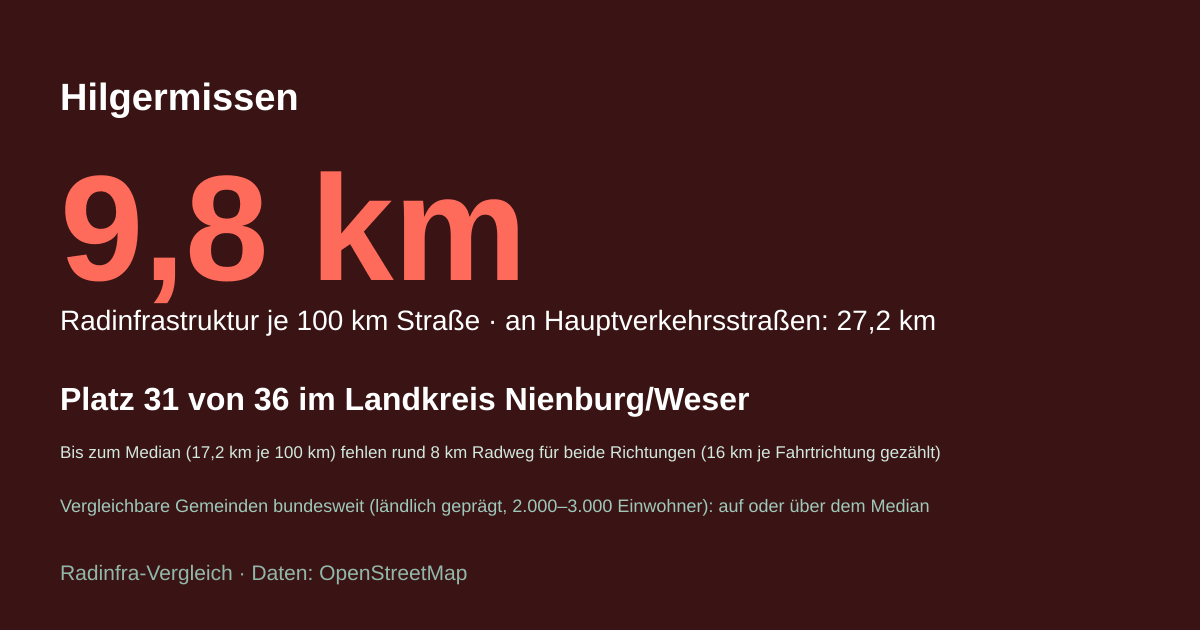 Hilgermissen
9,8 km
Radinfrastruktur je 100 km Straße · an Hauptverkehrsstraßen: 27,2 km
Platz 31 von 36 im Landkreis Nienburg/Weser
Bis zum Median (17,2 km je 100 km) fehlen rund 8 km Radweg für beide Richtungen (16 km je Fahrtrichtung gezählt)
Vergleichbare Gemeinden bundesweit (ländlich geprägt, 2.000–3.000 Einwohner): auf oder über dem Median
Radinfra-Vergleich · Daten: OpenStreetMap